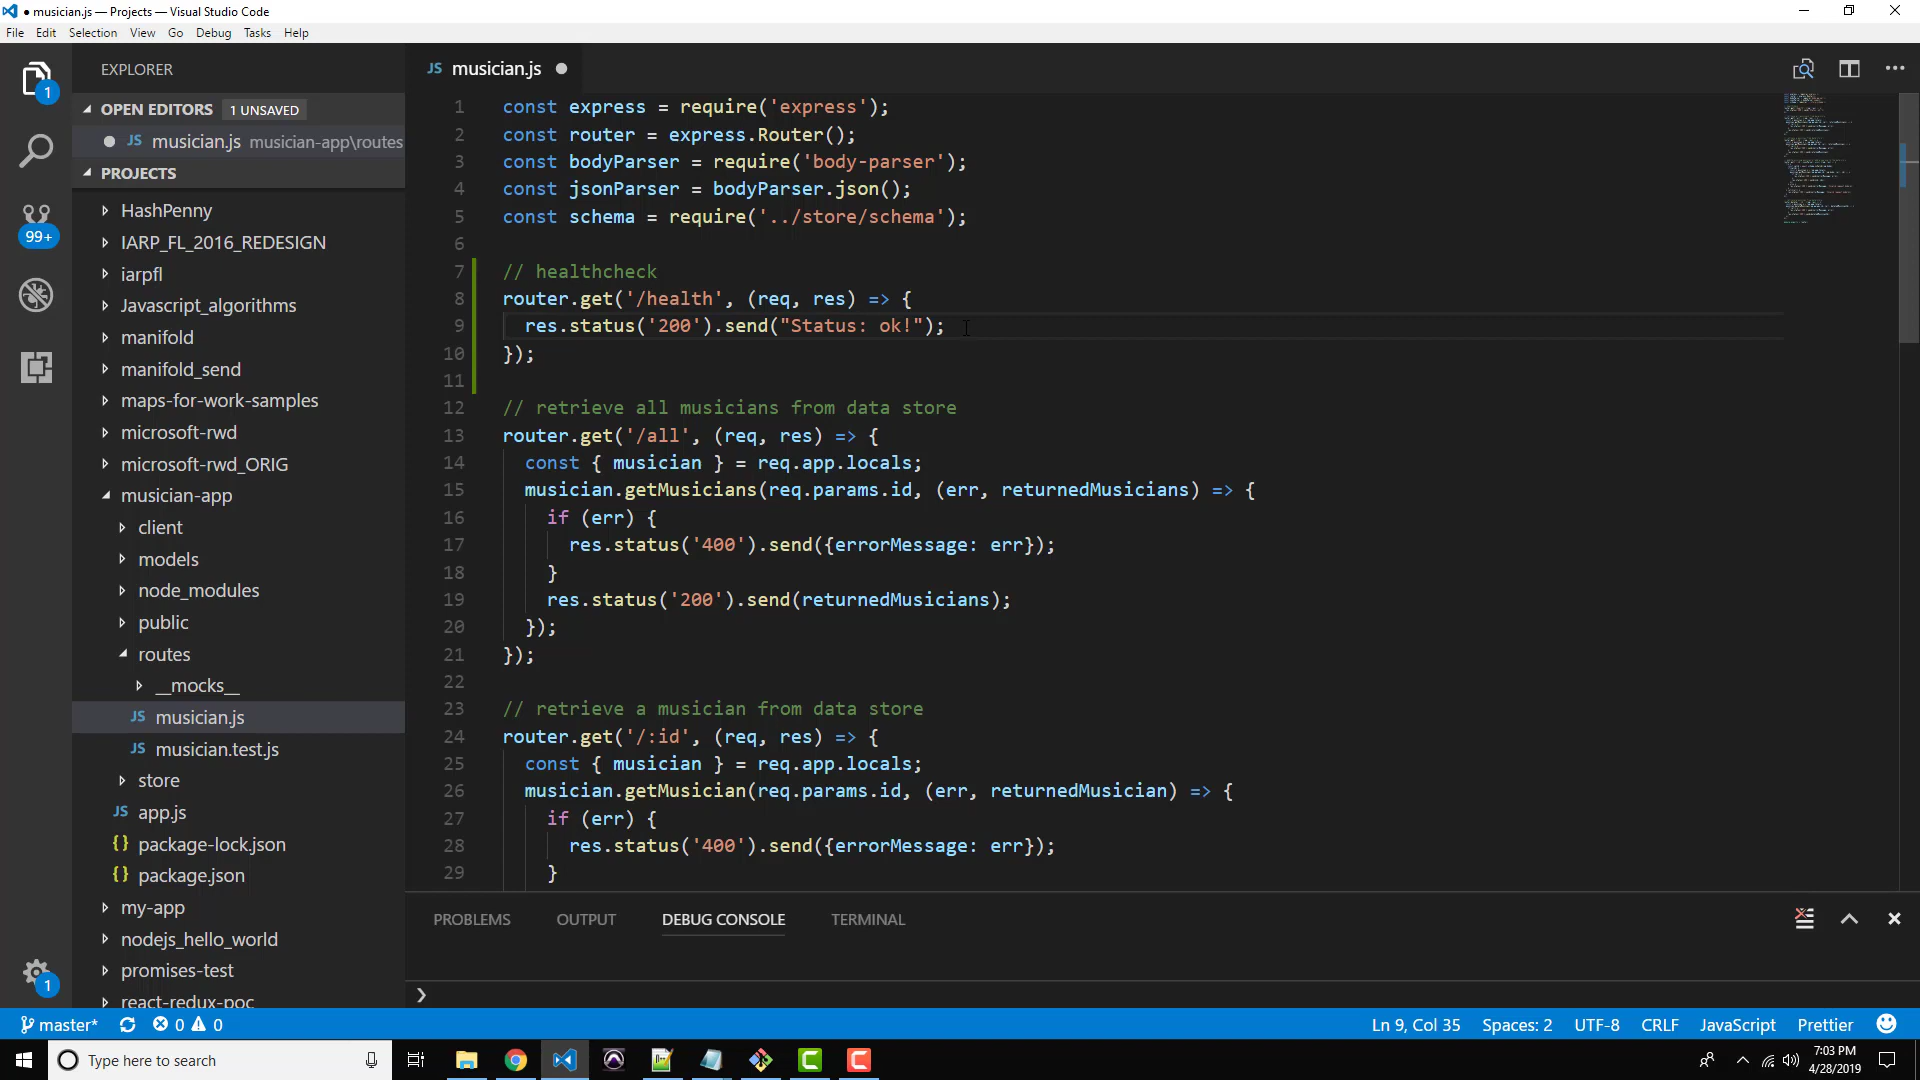 musician.js — Projects — Visual Studio Code
File Edit Selection View Go Debug Tasks Help
EXPLORER
OPEN EDITORS 1 UNSAVED
JS musician.js musician-app\routes
PROJECTS
HashPenny
IARP_FL_2016_REDESIGN
iarpfl
Javascript_algorithms
manifold
manifold_send
maps-for-work-samples
microsoft-rwd
microsoft-rwd_ORIG
musician-app
client
models
node_modules
public
routes
__mocks__
JS musician.js
JS musician.test.js
store
JS app.js
{} package-lock.json
{} package.json
my-app
nodejs_hello_world
promises-test
react-redux-poc
1
99+
1
JS musician.js
1 const express = require('express');
2 const router = express.Router();
3 const bodyParser = require('body-parser');
4 const jsonParser = bodyParser.json();
5 const schema = require('../store/schema');
6
7 // healthcheck
8 router.get('/health', (req, res) => {
9 res.status('200').send("Status: ok!");
10 });
11
12 // retrieve all musicians from data store
13 router.get('/all', (req, res) => {
14 const { musician } = req.app.locals;
15 musician.getMusicians(req.params.id, (err, returnedMusicians) => {
16 if (err) {
17 res.status('400').send({errorMessage: err});
18 }
19 res.status('200').send(returnedMusicians);
20 });
21 });
22
23 // retrieve a musician from data store
24 router.get('/:id', (req, res) => {
25 const { musician } = req.app.locals;
26 musician.getMusician(req.params.id, (err, returnedMusician) => {
27 if (err) {
28 res.status('400').send({errorMessage: err});
29 }
PROBLEMS OUTPUT DEBUG CONSOLE TERMINAL
master* 0 0 Ln 9, Col 35 Spaces: 2 UTF-8 CRLF JavaScript Prettier
Type here to search
7:03 PM
4/28/2019